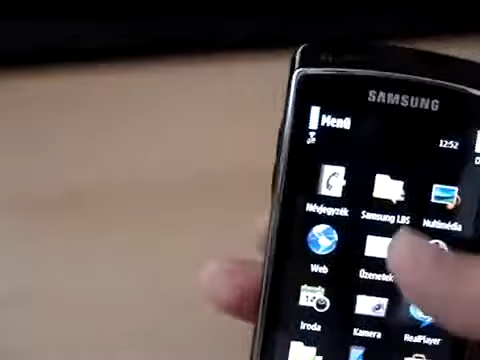 SAMSUNG
Menü
12:52
Névjegyzék
Samsung LBS
Multimédia
Web
Üzenetek
Iroda
Kamera
RealPlayer